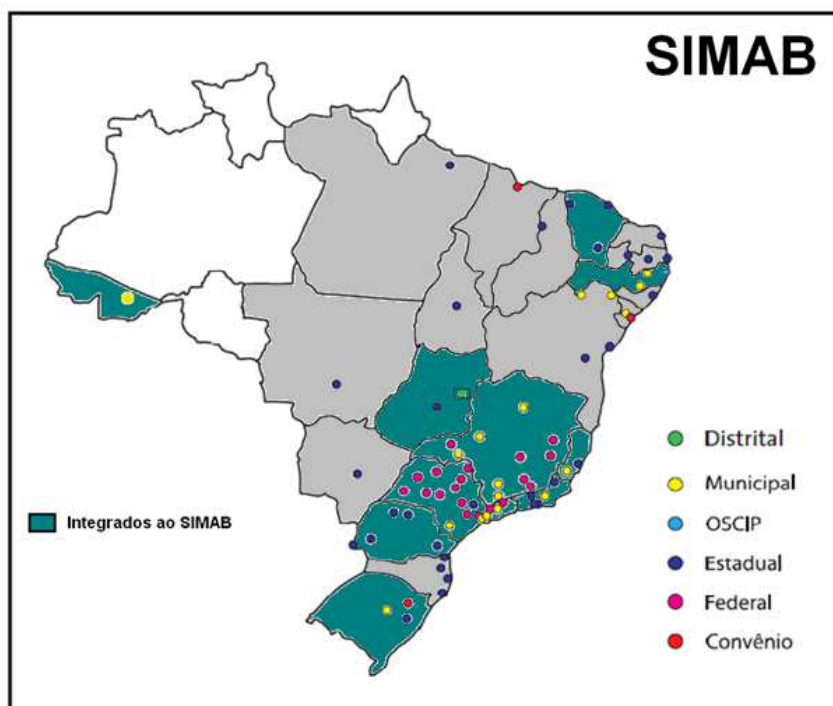 SIMAB
Distrital
Municipal
OSCIP
Integrados ao SIMAB
Estadual
Federal
Convênio